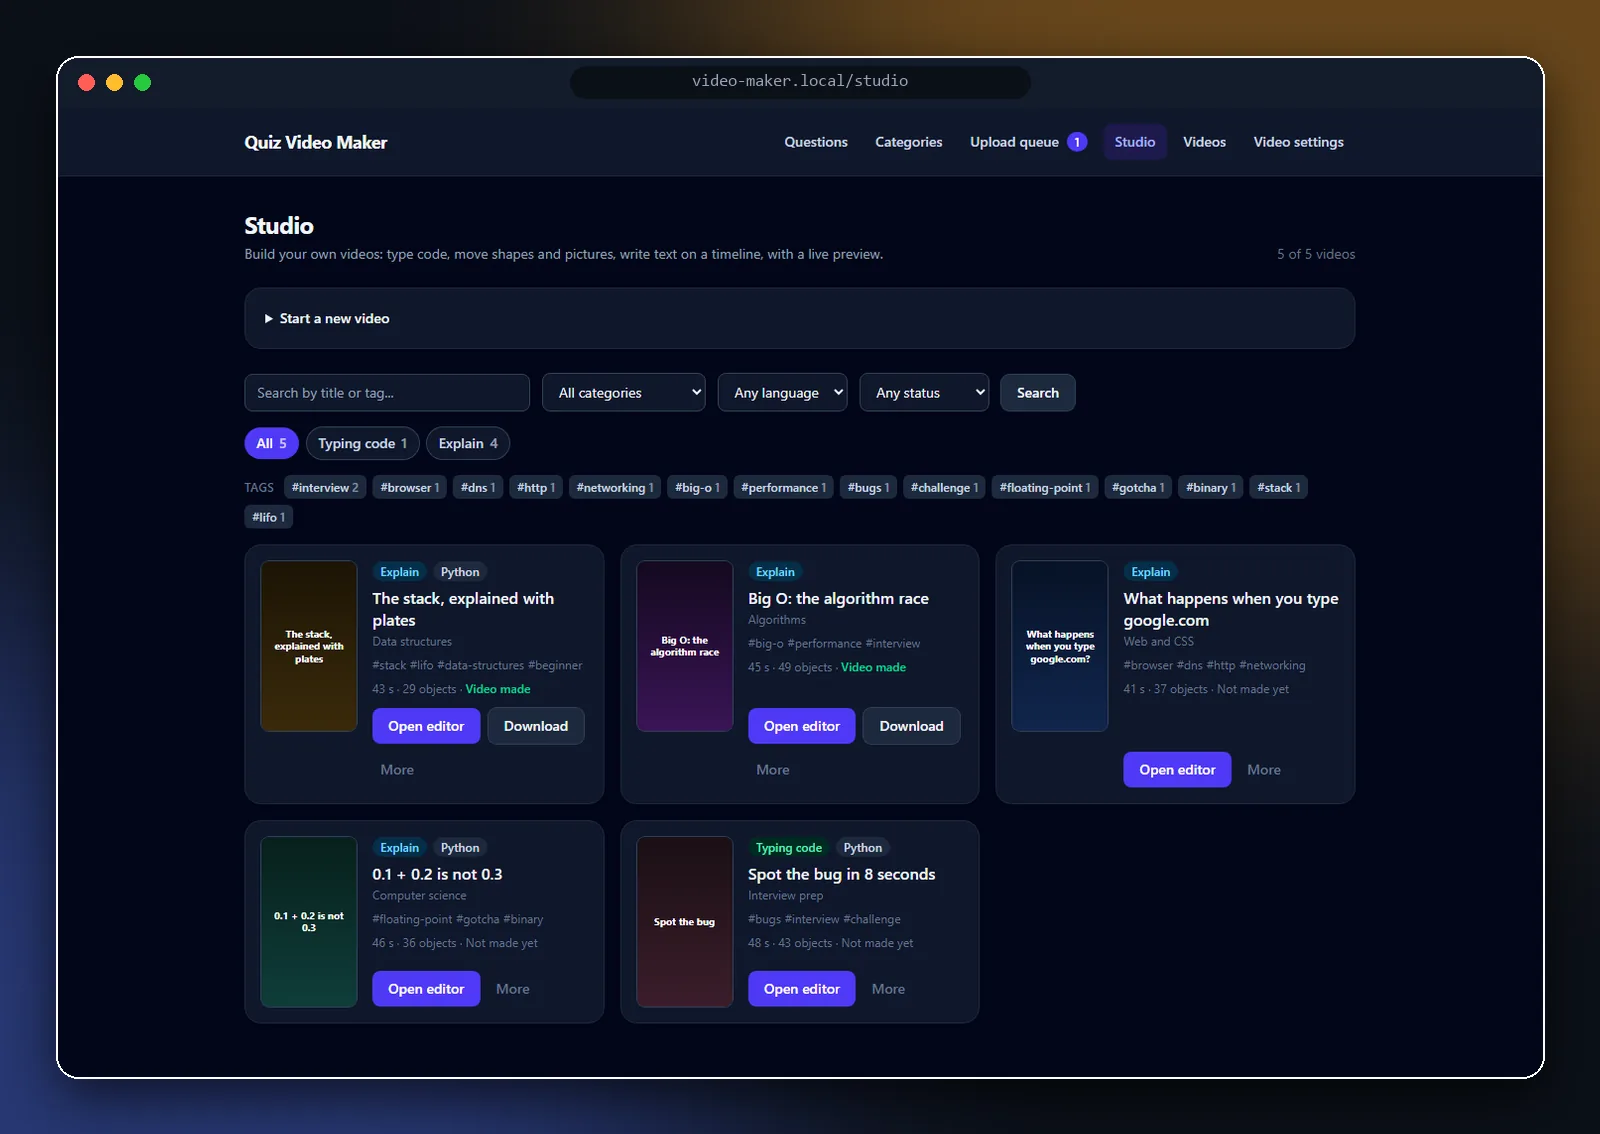 video-maker.local/studio
Quiz Video Maker
Questions Categories Upload queue 1 Studio Videos Video settings
Studio
Build your own videos: type code, move shapes and pictures, write text on a timeline, with a live preview.
5 of 5 videos
Start a new video
Search by title or tag... All categories Any language Any status Search
All 5 Typing code 1 Explain 4
TAGS #interview 2 #browser 1 #dns 1 #http 1 #networking 1 #big-o 1 #performance 1 #bugs 1 #challenge 1 #floating-point 1 #gotcha 1 #binary 1 #stack 1
#lifo 1
The stack,
explained with
plates
Explain Python
The stack, explained with
plates
Data structures
#stack #lifo #data-structures #beginner
43 s · 29 objects · Video made
Open editor Download
More
Big O: the
algorithm race
Explain
Big O: the algorithm race
Algorithms
#big-o #performance #interview
45 s · 49 objects · Video made
Open editor Download
More
What happens
when you type
google.com?
Explain
What happens when you type
google.com
Web and CSS
#browser #dns #http #networking
41 s · 37 objects · Not made yet
Open editor More
0.1 + 0.2 is not
0.3
Explain Python
0.1 + 0.2 is not 0.3
Computer science
#floating-point #gotcha #binary
46 s · 36 objects · Not made yet
Open editor More
Spot the bug
Typing code Python
Spot the bug in 8 seconds
Interview prep
#bugs #interview #challenge
48 s · 43 objects · Not made yet
Open editor More